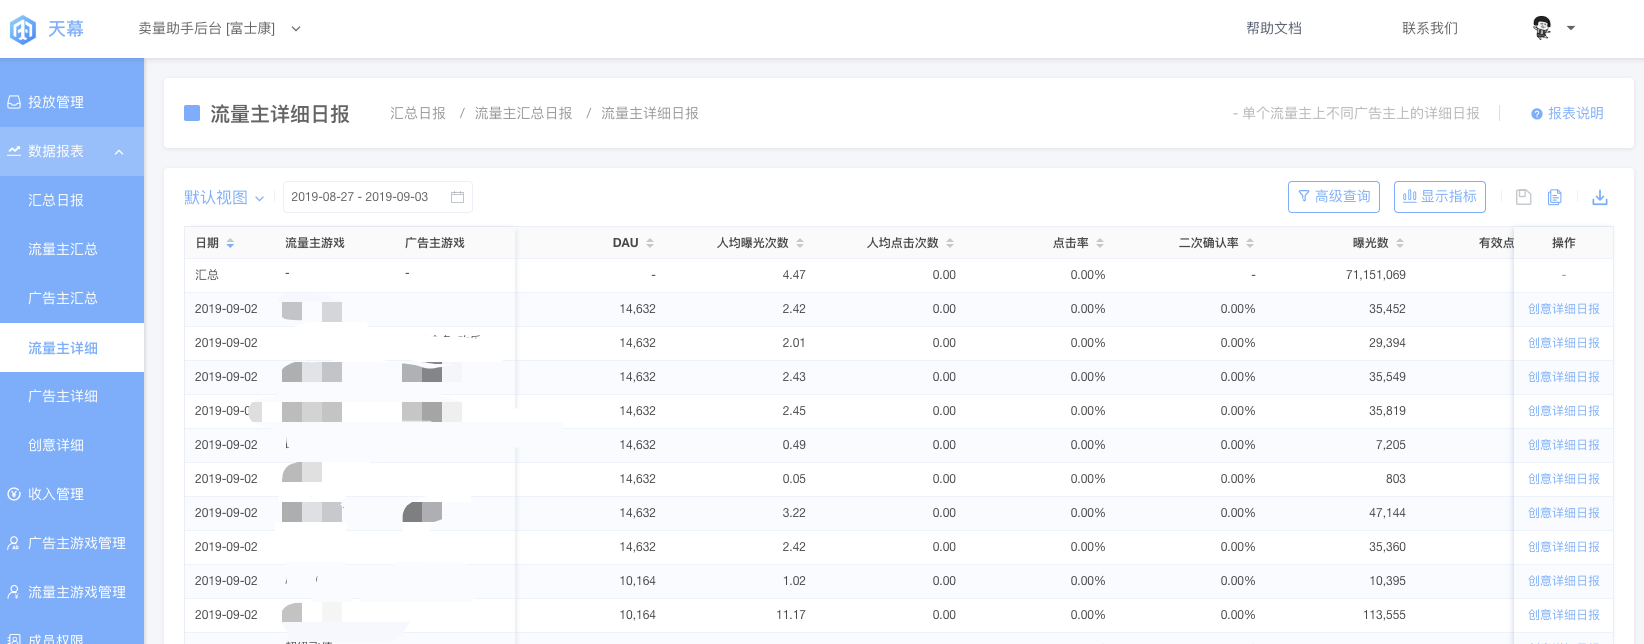 天幕 卖量助手后台 [富士康] 帮助文档 联系我们
投放管理
数据报表
汇总日报
流量主汇总
广告主汇总
流量主详细
广告主详细
创意详细
收入管理
广告主游戏管理
流量主游戏管理
成员权限
流量主详细日报 汇总日报 / 流量主汇总日报 / 流量主详细日报 - 单个流量主上不同广告主上的详细日报 报表说明
默认视图 2019-08-27 - 2019-09-03 高级查询 显示指标
日期 流量主游戏 广告主游戏 DAU 人均曝光次数 人均点击次数 点击率 二次确认率 曝光数 有效点 操作
汇总 - - - 4.47 0.00 0.00% - 71,151,069 -
2019-09-02 14,632 2.42 0.00 0.00% 0.00% 35,452 创意详细日报
2019-09-02 14,632 2.01 0.00 0.00% 0.00% 29,394 创意详细日报
2019-09-02 14,632 2.43 0.00 0.00% 0.00% 35,549 创意详细日报
2019-09-0 14,632 2.45 0.00 0.00% 0.00% 35,819 创意详细日报
2019-09-02 14,632 0.49 0.00 0.00% 0.00% 7,205 创意详细日报
2019-09-02 14,632 0.05 0.00 0.00% 0.00% 803 创意详细日报
2019-09-02 14,632 3.22 0.00 0.00% 0.00% 47,144 创意详细日报
2019-09-02 14,632 2.42 0.00 0.00% 0.00% 35,360 创意详细日报
2019-09-02 10,164 1.02 0.00 0.00% 0.00% 10,395 创意详细日报
2019-09-02 10,164 11.17 0.00 0.00% 0.00% 113,555 创意详细日报